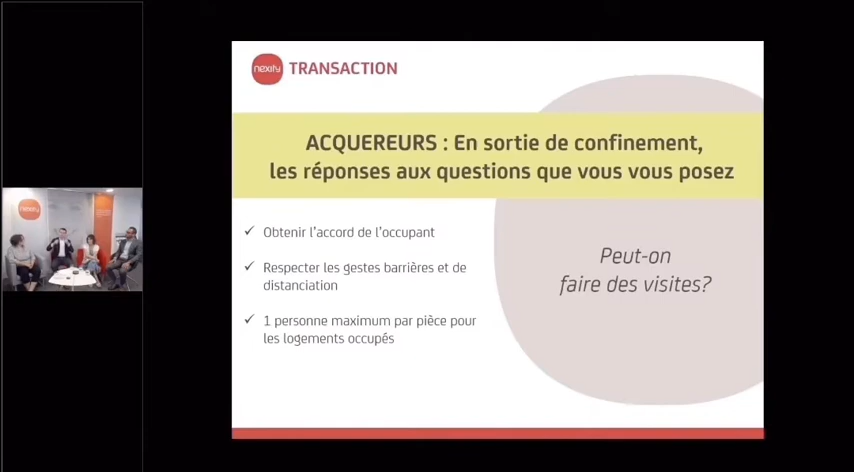 nexity TRANSACTION
ACQUEREURS : En sortie de confinement,
les réponses aux questions que vous vous posez
✓ Obtenir l'accord de l'occupant
✓ Respecter les gestes barrières et de
distanciation
✓ 1 personne maximum par pièce pour
les logements occupés
Peut-on
faire des visites?
nexity